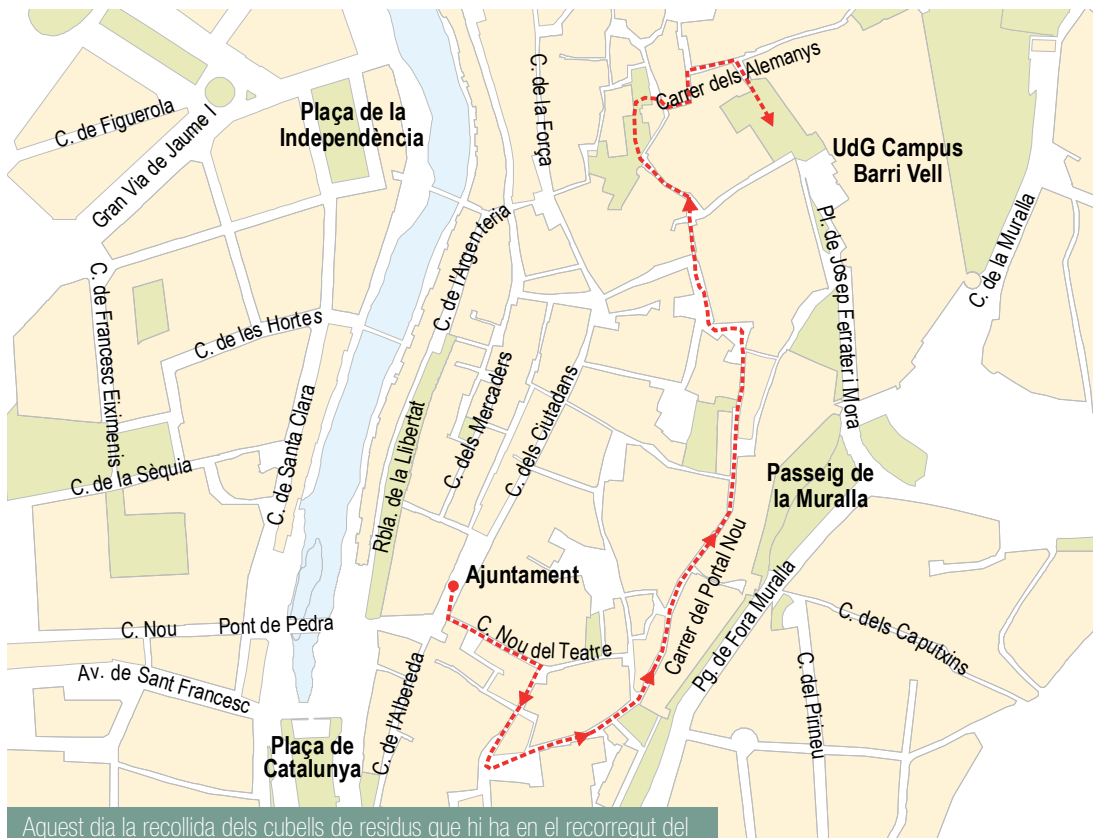 C. de Figuerola
Gran Via de Jaume I
Plaça de la
Independència
C. de la Força
Carrer dels Alemanys
UdG Campus
Barri Vell
Pl. de Josep Ferrater i Mora
C. de la Muralla
C. de l'Argenteria
C. de Francesc Eiximenis
C. de les Hortes
C. de Santa Clara
Rbla. de la Llibertat
C. dels Mercaders
C. dels Ciutadans
C. de la Sèquia
Passeig de
la Muralla
Carrer del Portal Nou
Pg. de Fora Muralla
Ajuntament
C. Nou
Pont de Pedra
C. Nou del Teatre
C. dels Caputxins
C. del Pirineu
Av. de Sant Francesc
C. de l'Albereda
Plaça de
Catalunya
Aquest dia la recollida dels cubells de residus que hi ha en el recorregut del